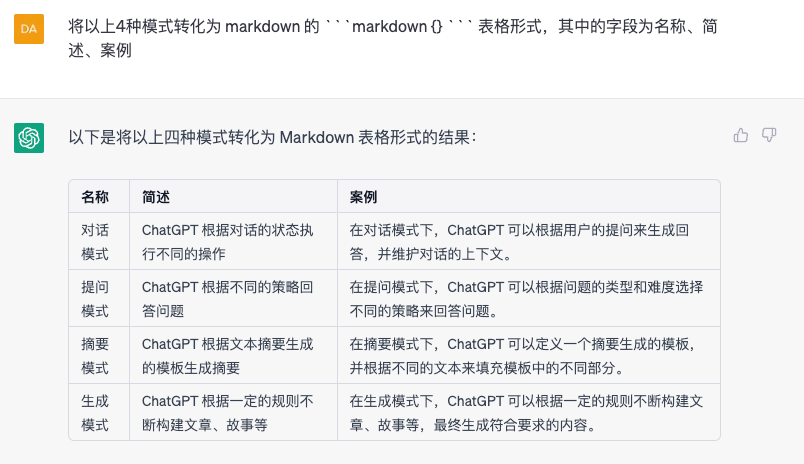 DA
将以上4种模式转化为 markdown 的 ```markdown {} ``` 表格形式，其中的字段为名称、简
述、案例
以下是将以上四种模式转化为 Markdown 表格形式的结果：
名称 简述 案例
对话 ChatGPT 根据对话的状态执 在对话模式下，ChatGPT 可以根据用户的提问来生成回
模式 行不同的操作 答，并维护对话的上下文。
提问 ChatGPT 根据不同的策略回 在提问模式下，ChatGPT 可以根据问题的类型和难度选择
模式 答问题 不同的策略来回答问题。
摘要 ChatGPT 根据文本摘要生成 在摘要模式下，ChatGPT 可以定义一个摘要生成的模板，
模式 的模板生成摘要 并根据不同的文本来填充模板中的不同部分。
生成 ChatGPT 根据一定的规则不 在生成模式下，ChatGPT 可以根据一定的规则不断构建文
模式 断构建文章、故事等 章、故事等，最终生成符合要求的内容。